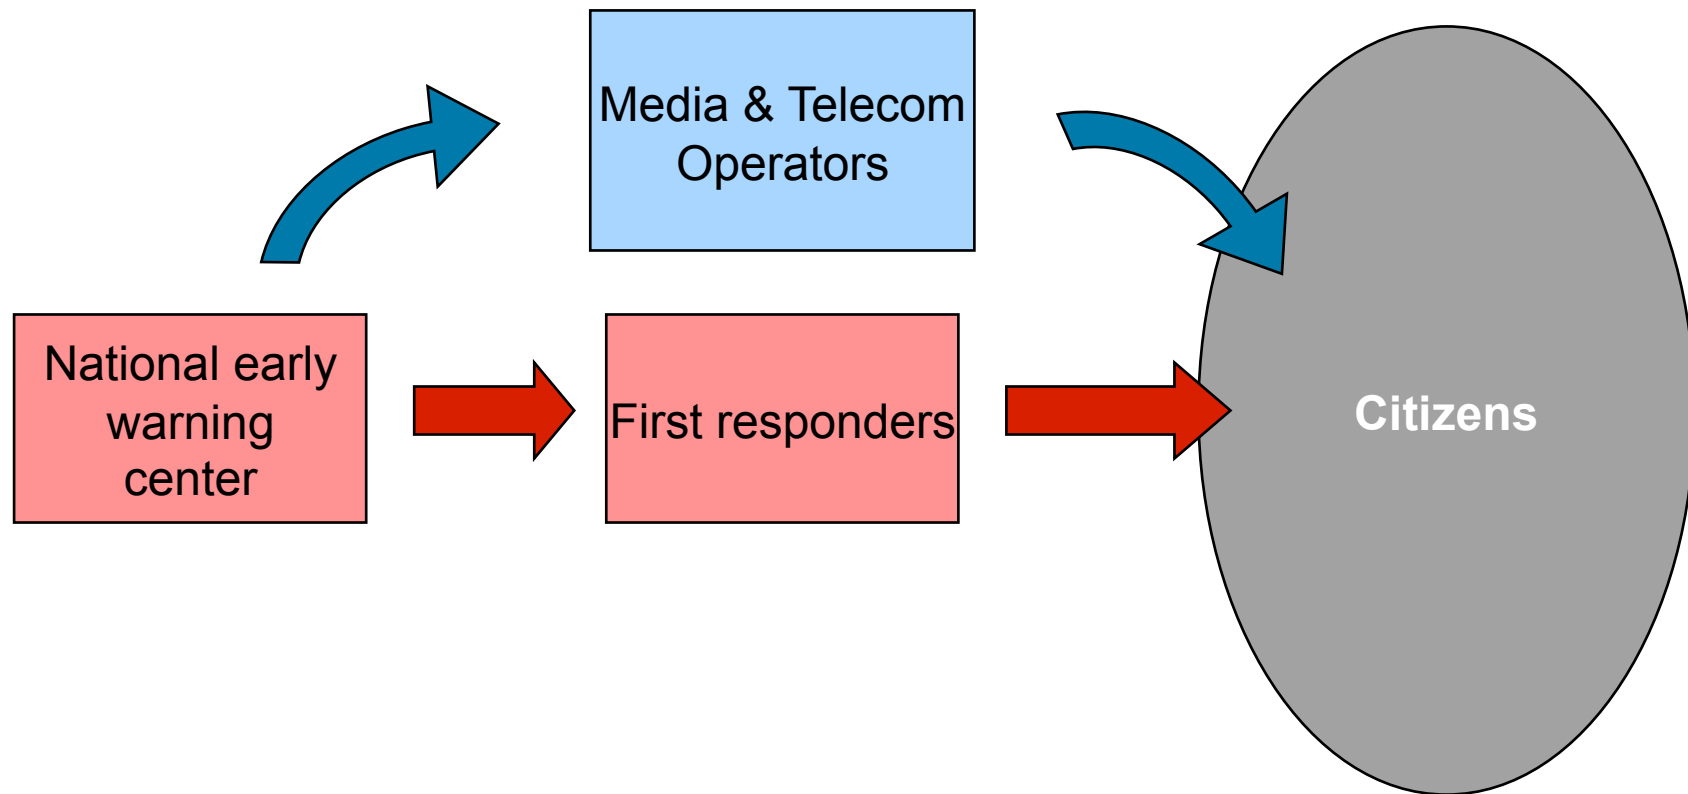 Media & Telecom
Operators
National early
warning
center
First responders
Citizens